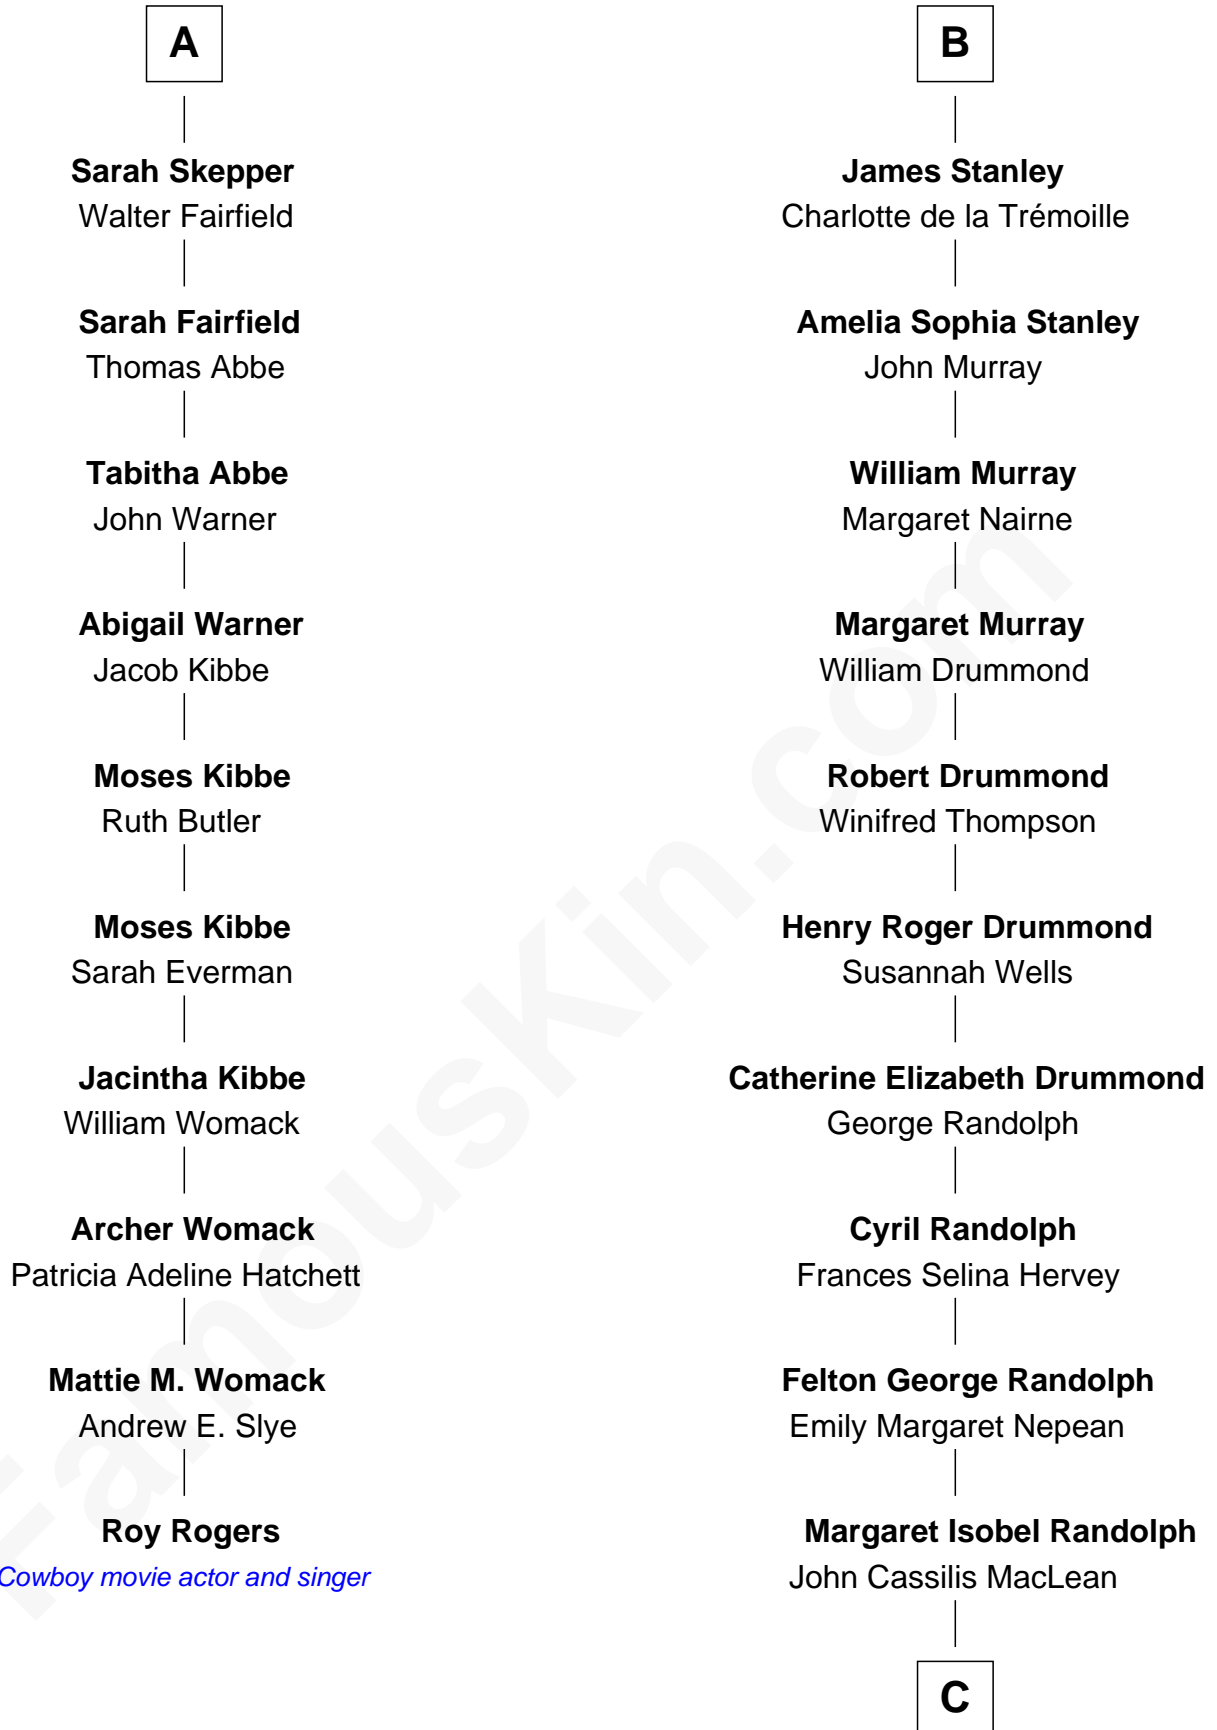 A
Sarah Skepper
Walter Fairfield
Sarah Fairfield
Thomas Abbe
Tabitha Abbe
John Warner
Abigail Warner
Jacob Kibbe
Moses Kibbe
Ruth Butler
Moses Kibbe
Sarah Everman
Jacintha Kibbe
William Womack
Archer Womack
Patricia Adeline Hatchett
Mattie M. Womack
Andrew E. Slye
Roy Rogers
Cowboy movie actor and singer
B
James Stanley
Charlotte de la Trémoille
Amelia Sophia Stanley
John Murray
William Murray
Margaret Nairne
Margaret Murray
William Drummond
Robert Drummond
Winifred Thompson
Henry Roger Drummond
Susannah Wells
Catherine Elizabeth Drummond
George Randolph
Cyril Randolph
Frances Selina Hervey
Felton George Randolph
Emily Margaret Nepean
Margaret Isobel Randolph
John Cassilis MacLean
C
FamousKin.com